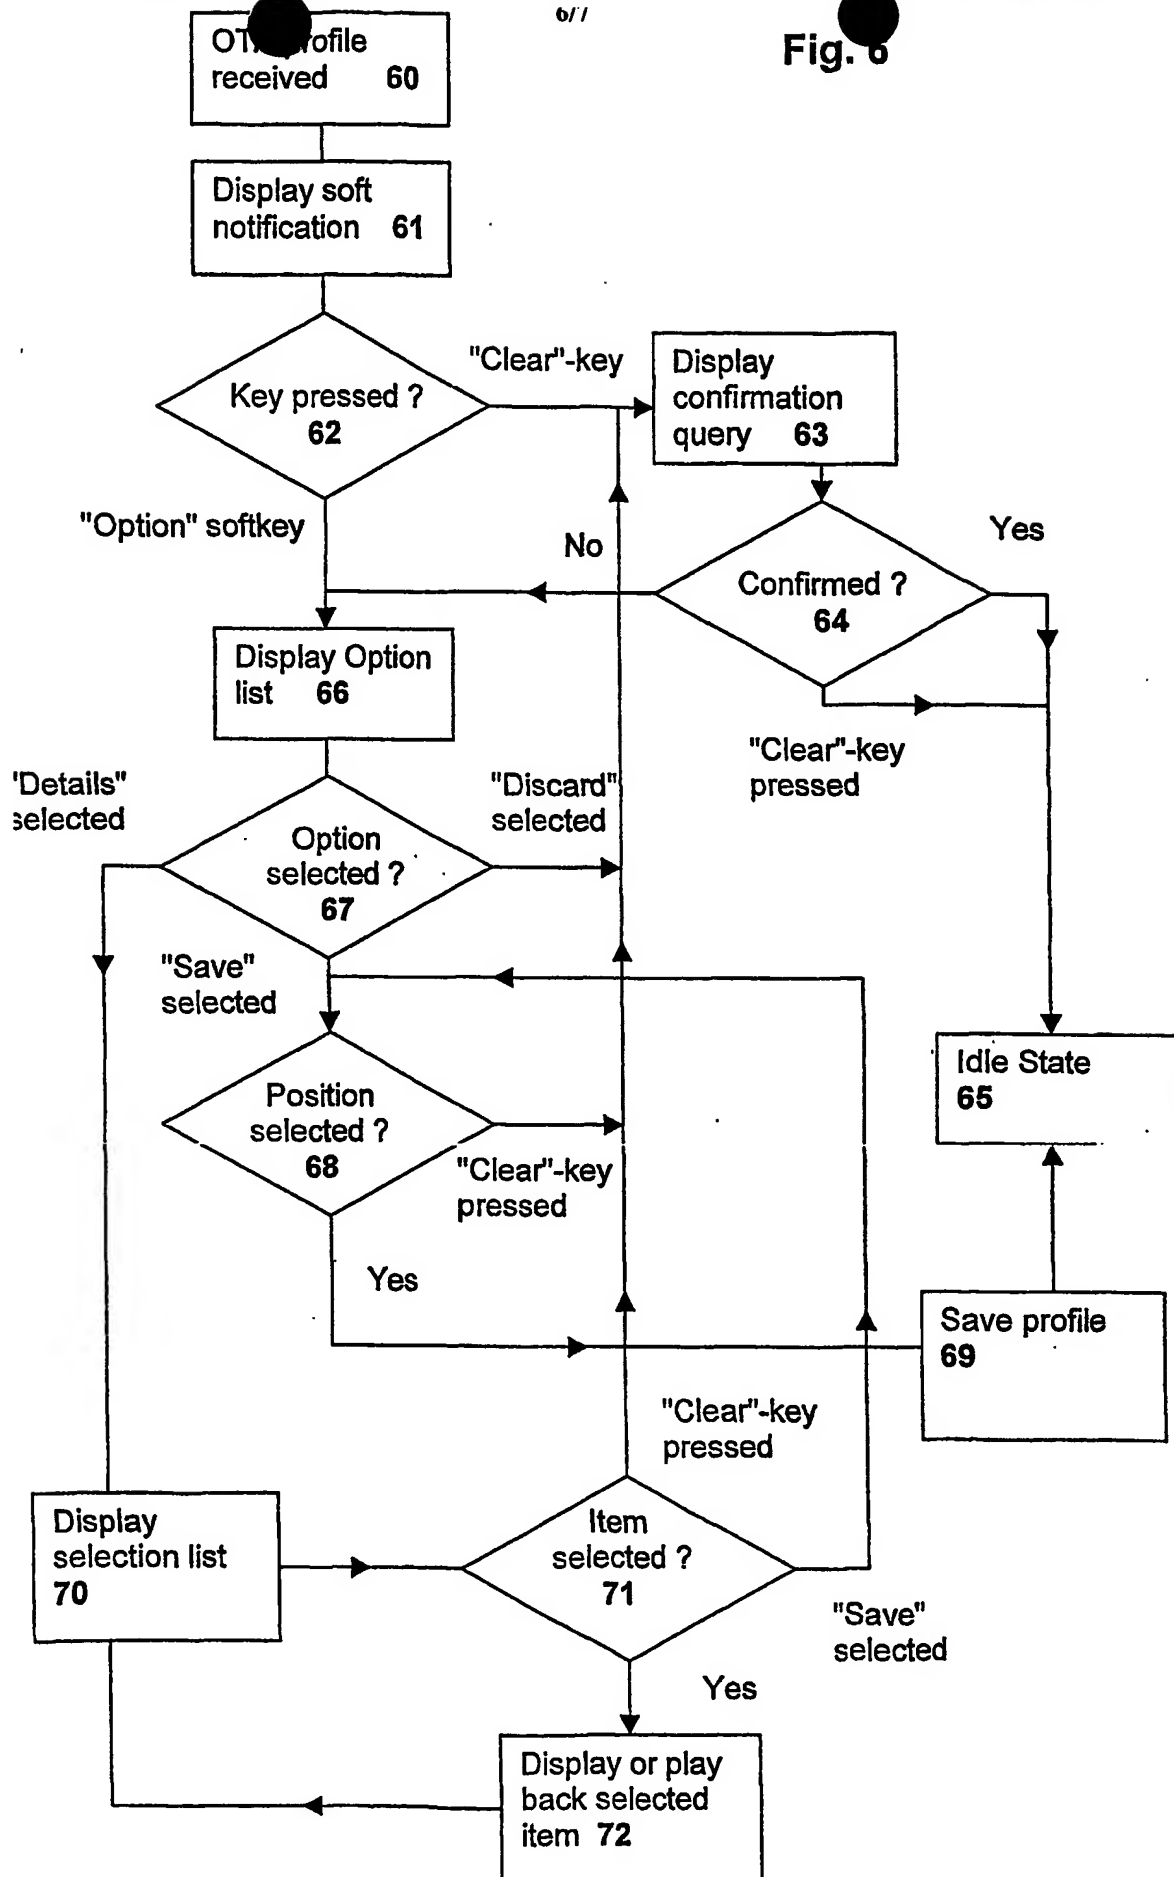 6/7
Fig. 6
received 60
Display soft
notification 61
"Clear"-key
Display
confirmation
query 63
Key pressed ?
62
"Option" softkey
No
Yes
Confirmed ?
64
Display Option
list 66
"Clear"-key
pressed
"Details"
selected
"Discard"
selected
Option
selected ?
67
"Save"
selected
Idle State
65
Position
selected ?
68
"Clear"-key
pressed
Yes
Save profile
69
"Clear"-key
pressed
Display
selection list
70
Item
selected ?
71
"Save"
selected
Yes
Display or play
back selected
item 72